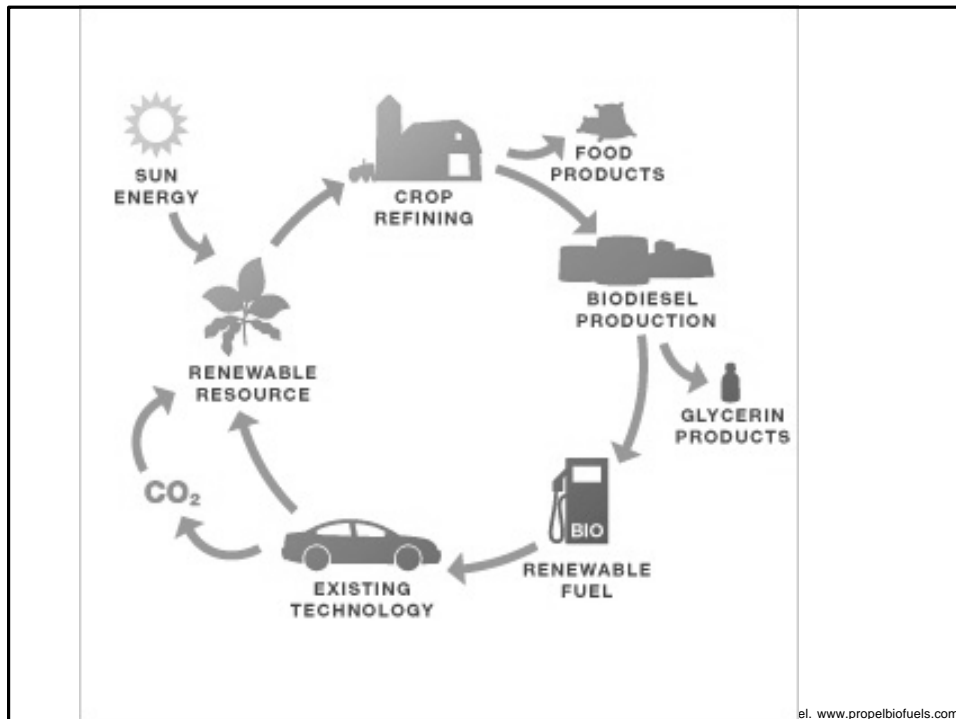 SUN
ENERGY
CROP
REFINING
FOOD
PRODUCTS
BIODIESEL
PRODUCTION
GLYCERIN
PRODUCTS
BIO
RENEWABLE
FUEL
EXISTING
TECHNOLOGY
CO₂
RENEWABLE
RESOURCE
el. www.propelbiofuels.com